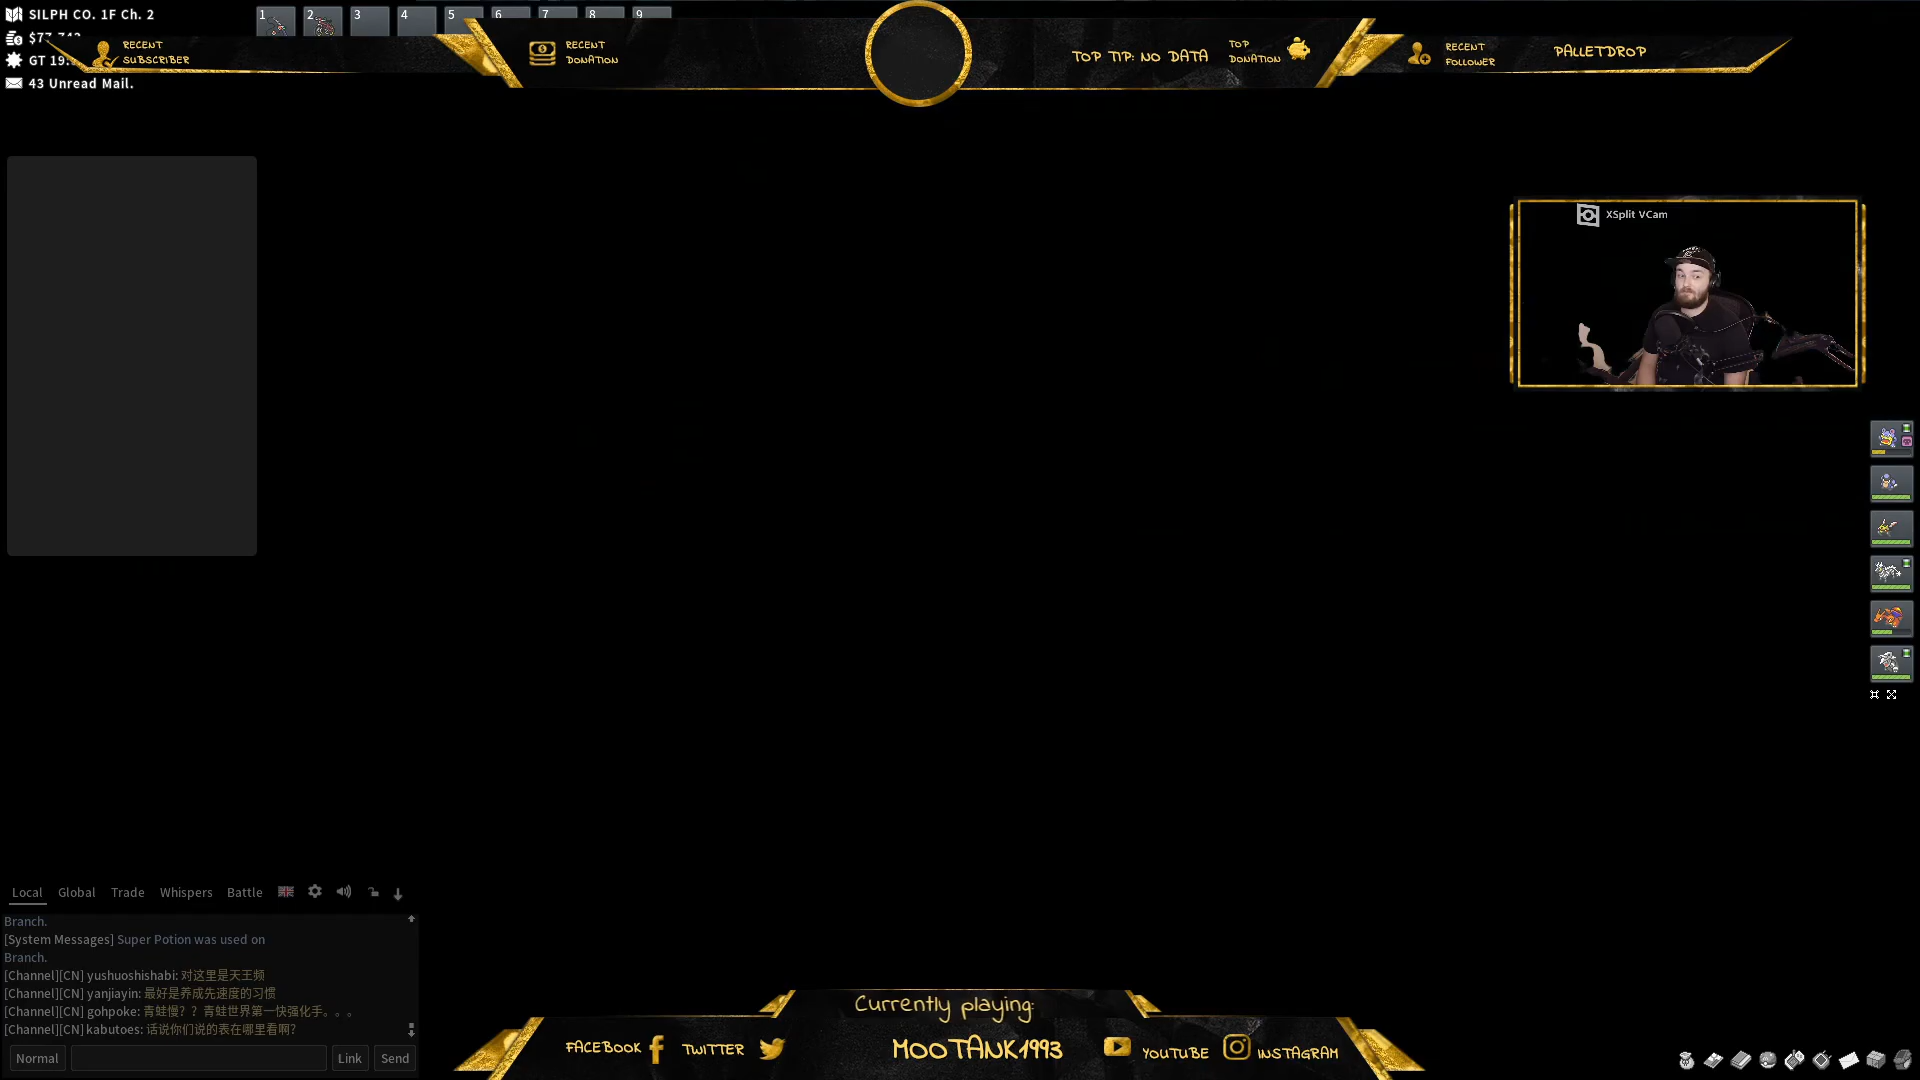 SILPH CO. 1F Ch. 2
1 2 3 4 5 6 7 8 9
GT 19:
43 Unread Mail.
RECENT
SUBSCRIBER
RECENT
DONATION
TOP TIP: NO DATA
TOP
DONATION
RECENT
FOLLOWER
PALLETDROP
XSplit VCam
Local Global Trade Whispers Battle
Branch.
[System Messages] Super Potion was used on
Branch.
[Channel][CN] yushuoshishabi: 对这里是天王频
[Channel][CN] yanjiayin: 最好是养成先速度的习惯
[Channel][CN] gohpoke: 青蛙慢？？青蛙世界第一快强化手。。。
[Channel][CN] kabutoes: 话说你们说的表在哪里看啊?
Normal Link Send
Currently playing:
FACEBOOK TWITTER MOOTANK1993 YOUTUBE INSTAGRAM